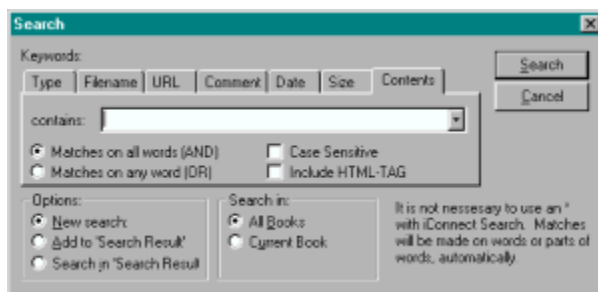 Search
Keywords:
Type Filename URL Comment Date Size Contents
Search
Cancel
contains:
Matches on all words (AND)
Case Sensitive
Matches on any word (OR)
Include HTML-TAG
Options:
New search:
Add to 'Search Result'
Search in 'Search Result
Search in:
All Books
Current Book
It is not nessesary to use an *
with iConnect Search. Matches
will be made on words or parts of
words, automatically.